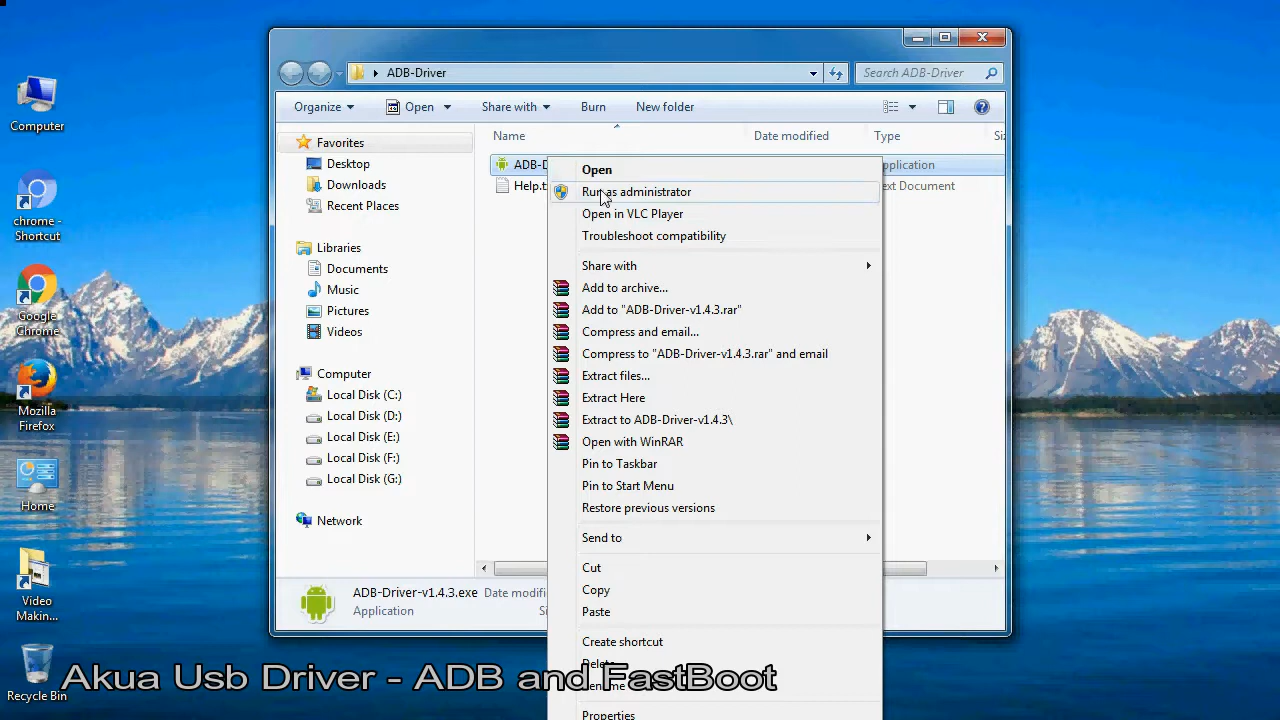 Computer
chrome -
Shortcut
Google
Chrome
Mozilla
Firefox
Home
Video
Makin...
Recycle Bin
ADB-Driver
Search ADB-Driver
Organize
Open
Share with
Burn
New folder
Favorites
Desktop
Downloads
Recent Places
Libraries
Documents
Music
Pictures
Videos
Computer
Local Disk (C:)
Local Disk (D:)
Local Disk (E:)
Local Disk (F:)
Local Disk (G:)
Network
Name
Date modified
Type
Si
ADB-D
pplication
Help.t
ext Document
Open
Run as administrator
Open in VLC Player
Troubleshoot compatibility
Share with
Add to archive...
Add to "ADB-Driver-v1.4.3.rar"
Compress and email...
Compress to "ADB-Driver-v1.4.3.rar" and email
Extract files...
Extract Here
Extract to ADB-Driver-v1.4.3\
Open with WinRAR
Pin to Taskbar
Pin to Start Menu
Restore previous versions
Send to
Cut
Copy
Paste
Create shortcut
Delete
Properties
ADB-Driver-v1.4.3.exe
Date modifi
Application
Si
Akua Usb Driver - ADB and FastBoot